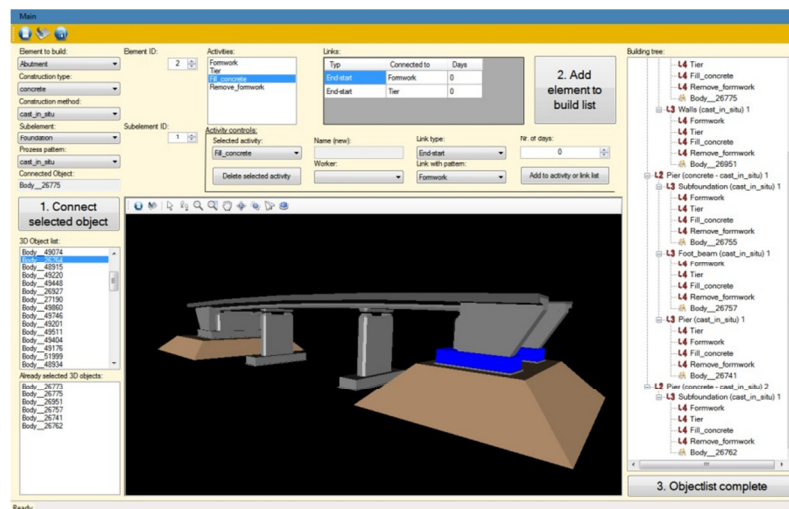 Main
Element to build:
Abutment
Construction type:
concrete
Construction method:
cast_in_situ
Subelement:
Foundation
Prozess pattern:
cast_in_situ
Connected Object:
Body__26775
Element ID:
2
Subelement ID:
1
Activities:
Formwork
Tier
Fill_concrete
Remove_formwork
Links:
Typ Connected to Days
End-start Formwork 0
End-start Tier 0
2. Add
element to
build list
Activity controls:
Selected activity:
Fill_concrete
Delete selected activity
Name (new):
Worker:
Link type:
End-start
Link with pattern:
Formwork
Nr. of days:
0
Add to activity or link list
1. Connect
selected object
3D Object list:
Body__49074
Body__48915
Body__49220
Body__49448
Body__26927
Body__27190
Body__49860
Body__49746
Body__49201
Body__49511
Body__49404
Body__49176
Body__51999
Body__48934
Already selected 3D objects:
Body__26773
Body__26775
Body__26951
Body__26757
Body__26741
Body__26762
Building tree:
L4 Tier
L4 Fill_concrete
L4 Remove_formwork
Body__26775
L3 Walls (cast_in_situ) 1
L4 Formwork
L4 Tier
L4 Fill_concrete
L4 Remove_formwork
Body__26951
L2 Pier (concrete - cast_in_situ) 1
L3 Subfoundation (cast_in_situ) 1
L4 Formwork
L4 Tier
L4 Fill_concrete
L4 Remove_formwork
Body__26755
L3 Foot_beam (cast_in_situ) 1
L4 Formwork
L4 Tier
L4 Fill_concrete
L4 Remove_formwork
Body__26757
L3 Pier (cast_in_situ) 1
L4 Tier
L4 Formwork
L4 Fill_concrete
L4 Remove_formwork
Body__26741
L2 Pier (concrete - cast_in_situ) 2
L3 Subfoundation (cast_in_situ) 1
L4 Formwork
L4 Tier
L4 Fill_concrete
L4 Remove_formwork
Body__26762
3. Objectlist complete
Ready